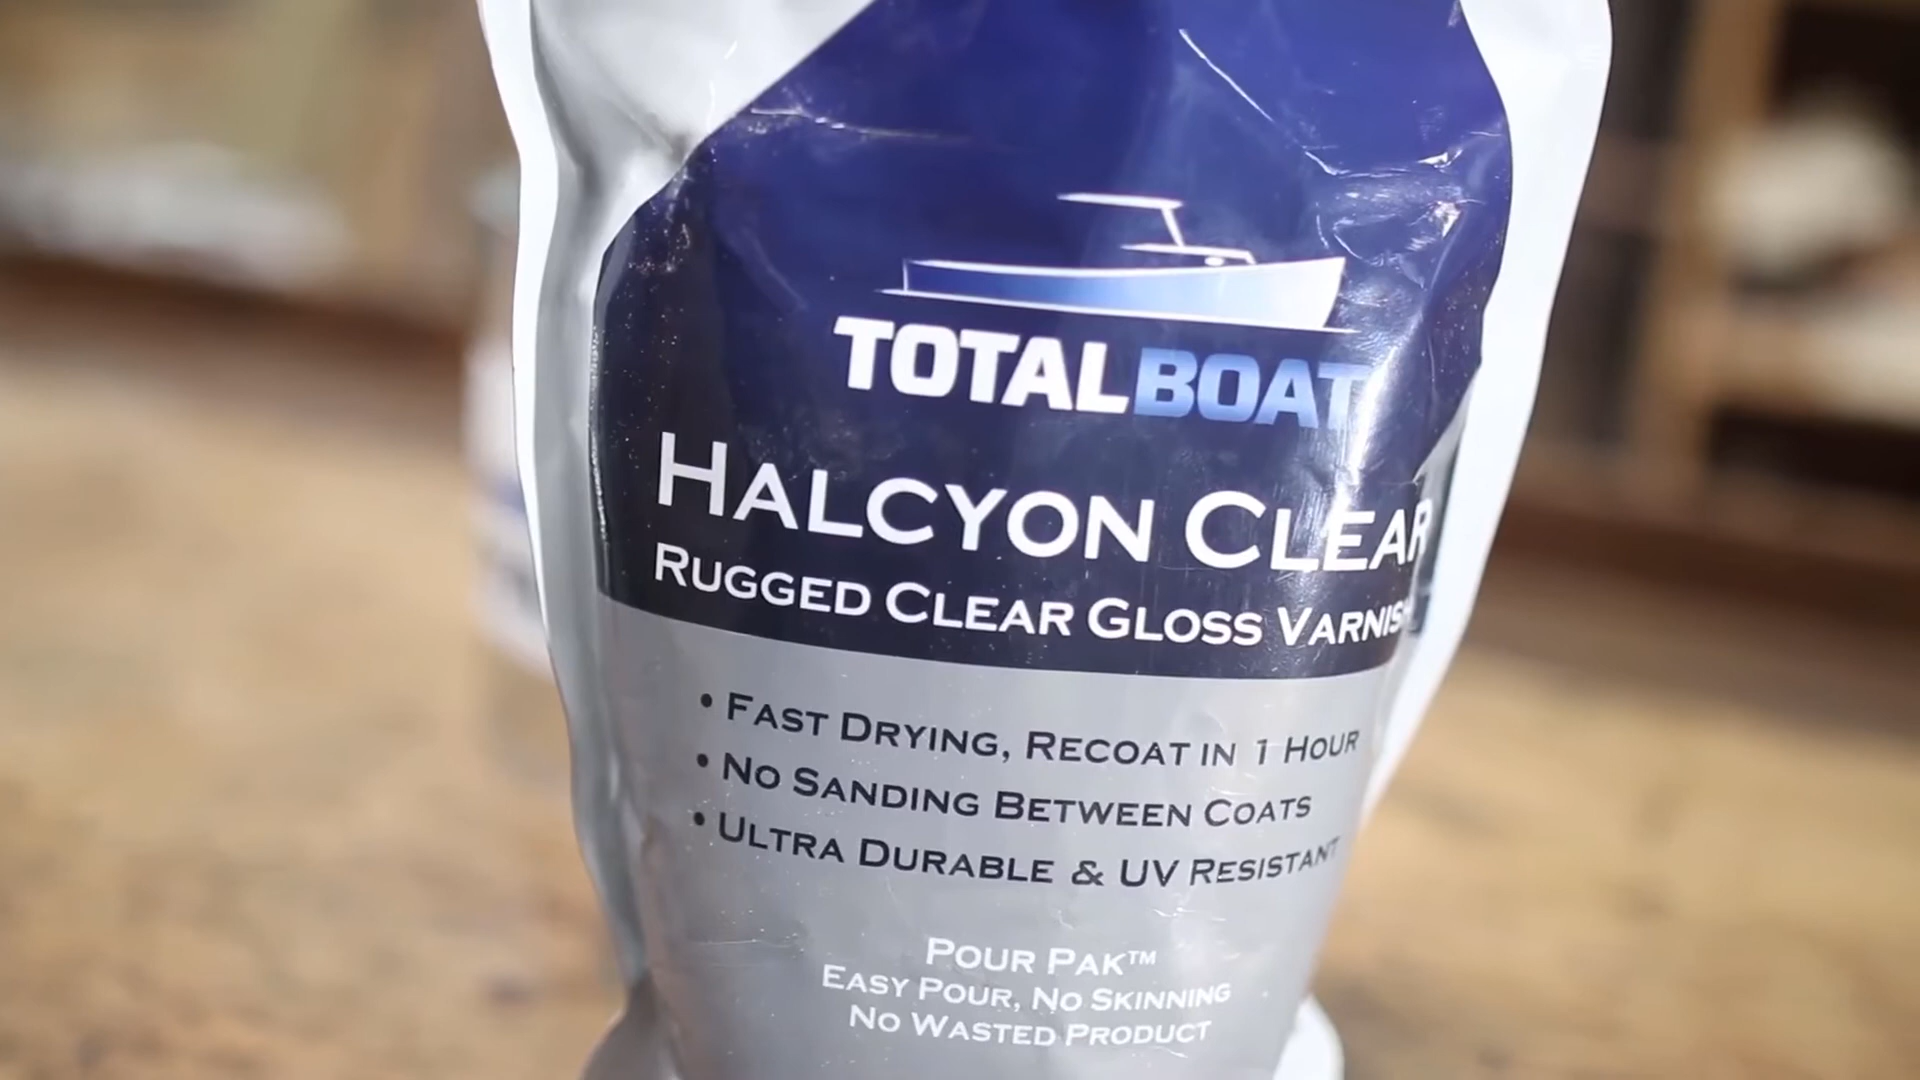 TOTALBOAT
HALCYON CLEAR
RUGGED CLEAR GLOSS VARNISH
• FAST DRYING, RECOAT IN 1 HOUR
• NO SANDING BETWEEN COATS
• ULTRA DURABLE & UV RESISTANT
POUR PAK™
EASY POUR, NO SKINNING
NO WASTED PRODUCT